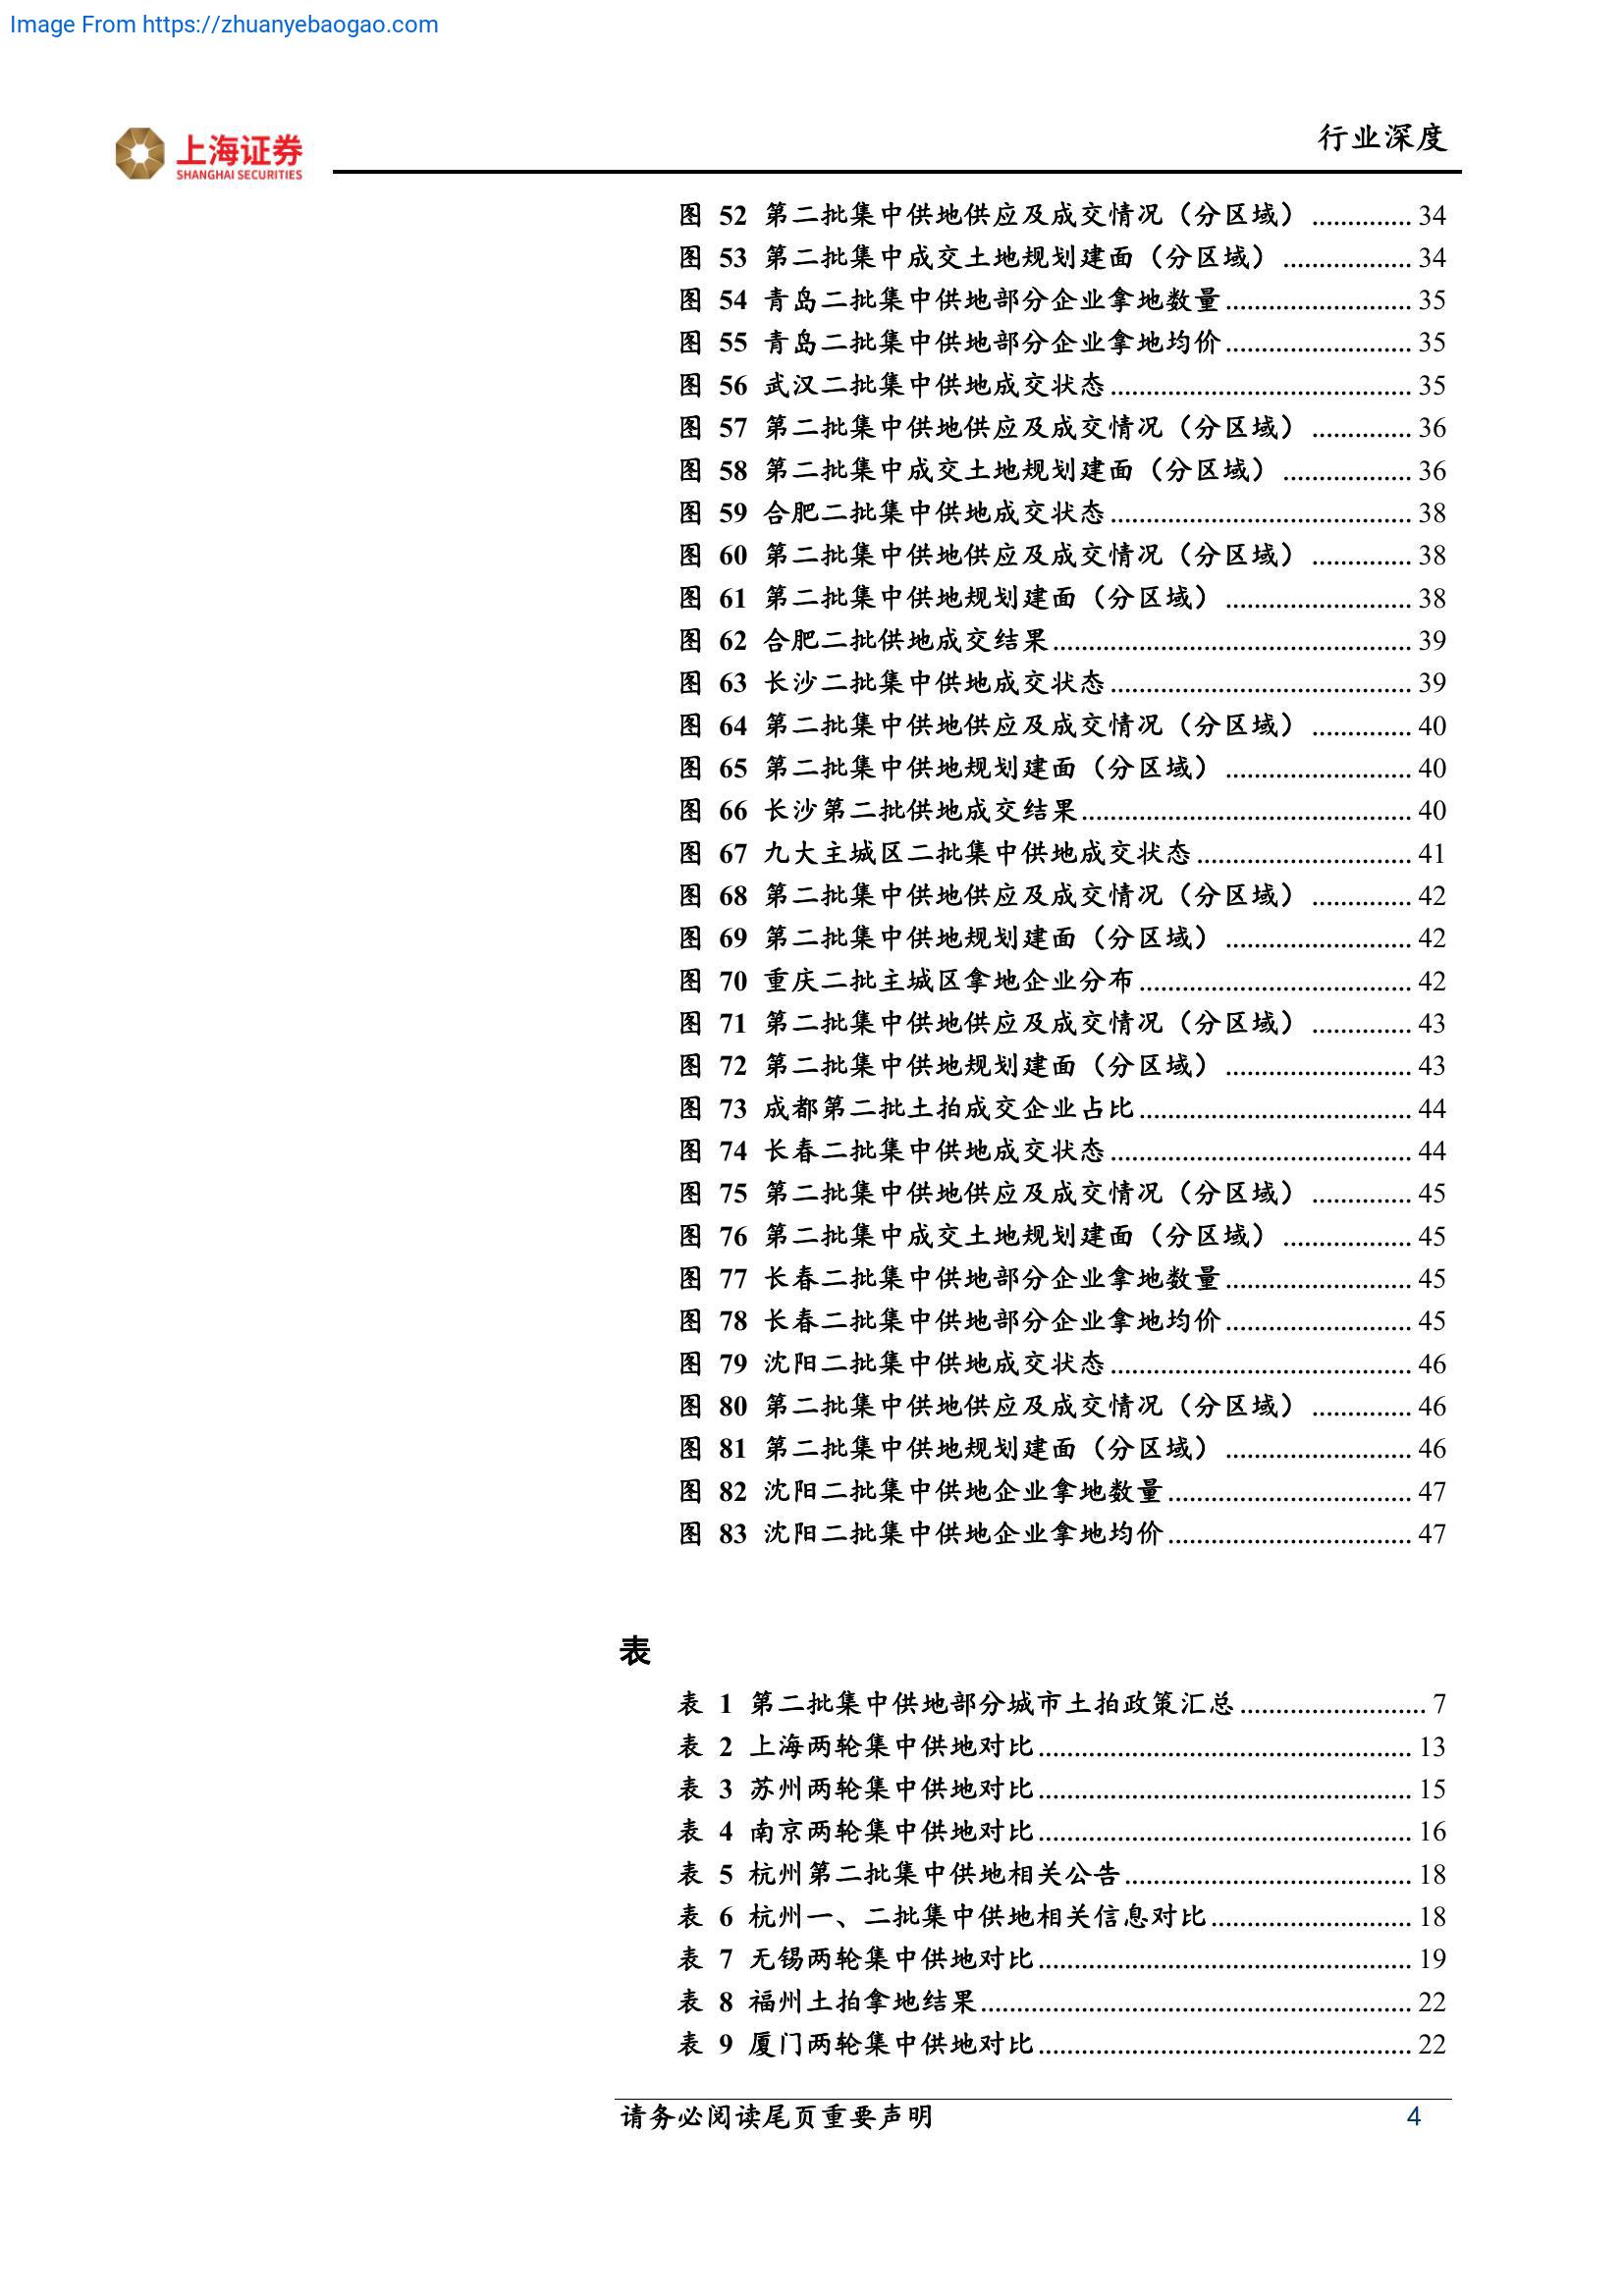 Image From https://zhuanyebaogao.com
上海证券
SHANGHAI SECURITIES
行业深度
图 52 第二批集中供地供应及成交情况（分区域）.............. 34
图 53 第二批集中成交土地规划建面（分区域）.................. 34
图 54 青岛二批集中供地部分企业拿地数量.......................... 35
图 55 青岛二批集中供地部分企业拿地均价.......................... 35
图 56 武汉二批集中供地成交状态.......................................... 35
图 57 第二批集中供地供应及成交情况（分区域）.............. 36
图 58 第二批集中成交土地规划建面（分区域）.................. 36
图 59 合肥二批集中供地成交状态.......................................... 38
图 60 第二批集中供地供应及成交情况（分区域）.............. 38
图 61 第二批集中供地规划建面（分区域）.......................... 38
图 62 合肥二批供地成交结果.................................................. 39
图 63 长沙二批集中供地成交状态.......................................... 39
图 64 第二批集中供地供应及成交情况（分区域）.............. 40
图 65 第二批集中供地规划建面（分区域）.......................... 40
图 66 长沙第二批供地成交结果.............................................. 40
图 67 九大主城区二批集中供地成交状态.............................. 41
图 68 第二批集中供地供应及成交情况（分区域）.............. 42
图 69 第二批集中供地规划建面（分区域）.......................... 42
图 70 重庆二批主城区拿地企业分布...................................... 42
图 71 第二批集中供地供应及成交情况（分区域）.............. 43
图 72 第二批集中供地规划建面（分区域）.......................... 43
图 73 成都第二批土拍成交企业占比...................................... 44
图 74 长春二批集中供地成交状态.......................................... 44
图 75 第二批集中供地供应及成交情况（分区域）.............. 45
图 76 第二批集中成交土地规划建面（分区域）.................. 45
图 77 长春二批集中供地部分企业拿地数量.......................... 45
图 78 长春二批集中供地部分企业拿地均价.......................... 45
图 79 沈阳二批集中供地成交状态.......................................... 46
图 80 第二批集中供地供应及成交情况（分区域）.............. 46
图 81 第二批集中供地规划建面（分区域）.......................... 46
图 82 沈阳二批集中供地企业拿地数量.................................. 47
图 83 沈阳二批集中供地企业拿地均价.................................. 47
表
表 1 第二批集中供地部分城市土拍政策汇总.......................... 7
表 2 上海两轮集中供地对比.................................................... 13
表 3 苏州两轮集中供地对比.................................................... 15
表 4 南京两轮集中供地对比.................................................... 16
表 5 杭州第二批集中供地相关公告........................................ 18
表 6 杭州一、二批集中供地相关信息对比............................ 18
表 7 无锡两轮集中供地对比.................................................... 19
表 8 福州土拍拿地结果............................................................ 22
表 9 厦门两轮集中供地对比.................................................... 22
请务必阅读尾页重要声明 4